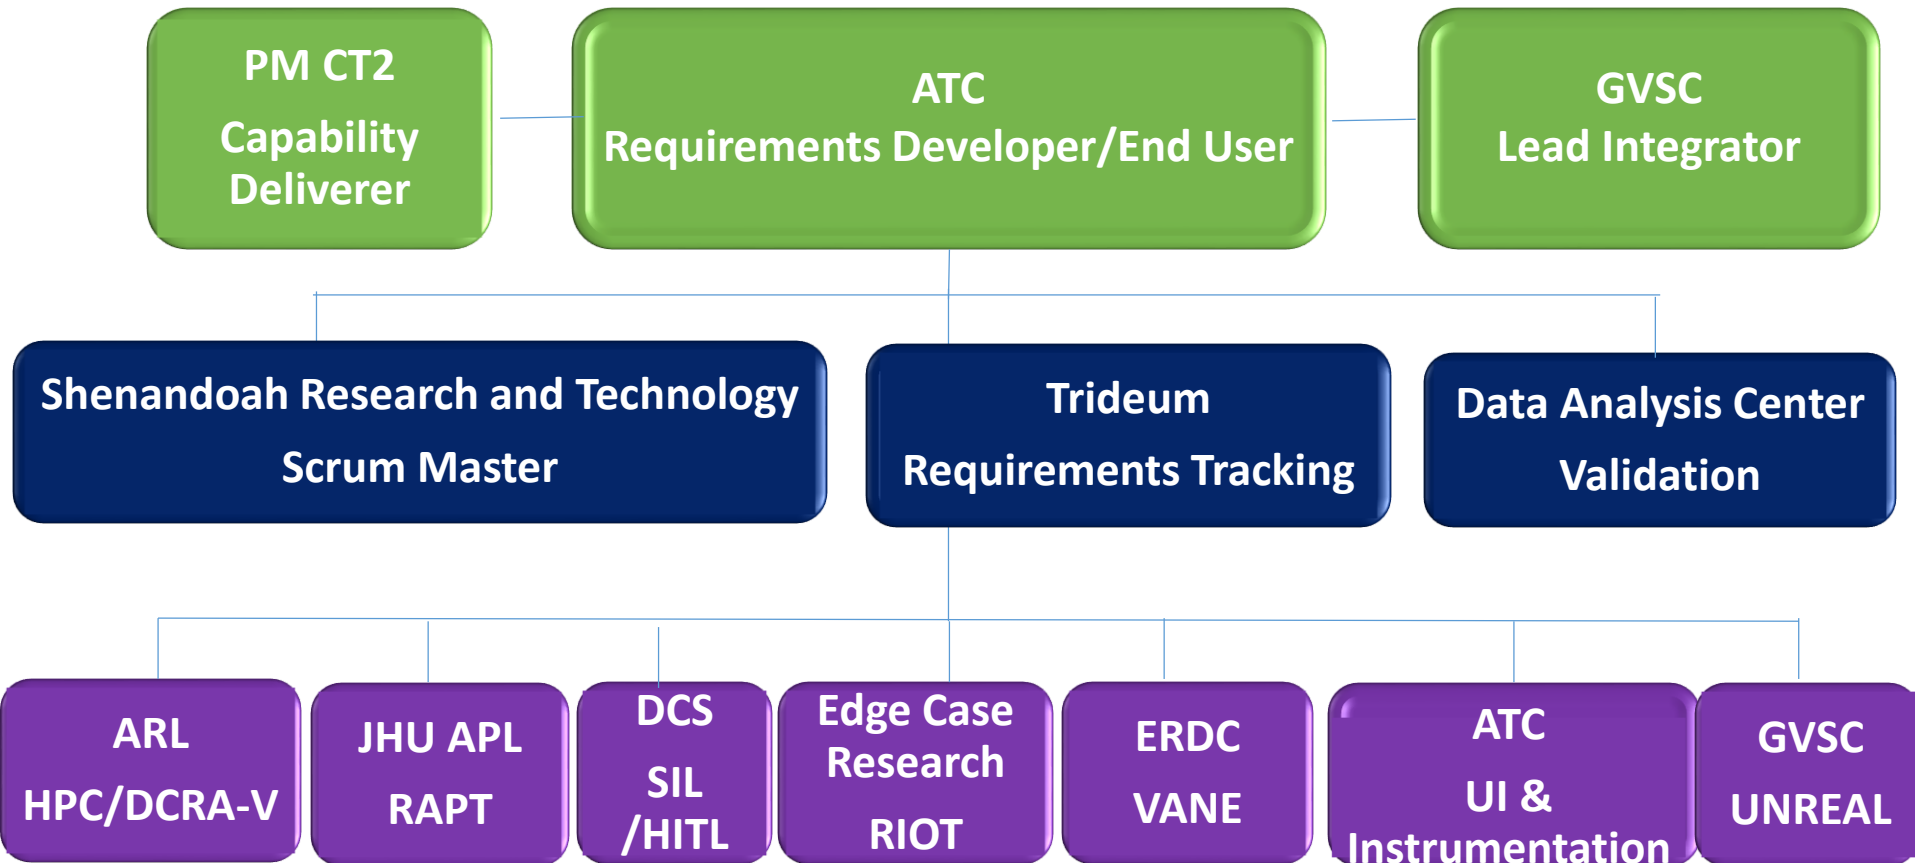 PM CT2
Capability
Deliverer
ATC
Requirements Developer/End User
GVSC
Lead Integrator
Shenandoah Research and Technology
Scrum Master
Trideum
Requirements Tracking
Data Analysis Center
Validation
ARL
HPC/DCRA-V
JHU APL
RAPT
DCS
SIL
/HITL
Edge Case
Research
RIOT
ERDC
VANE
ATC
UI &
Instrumentation
GVSC
UNREAL